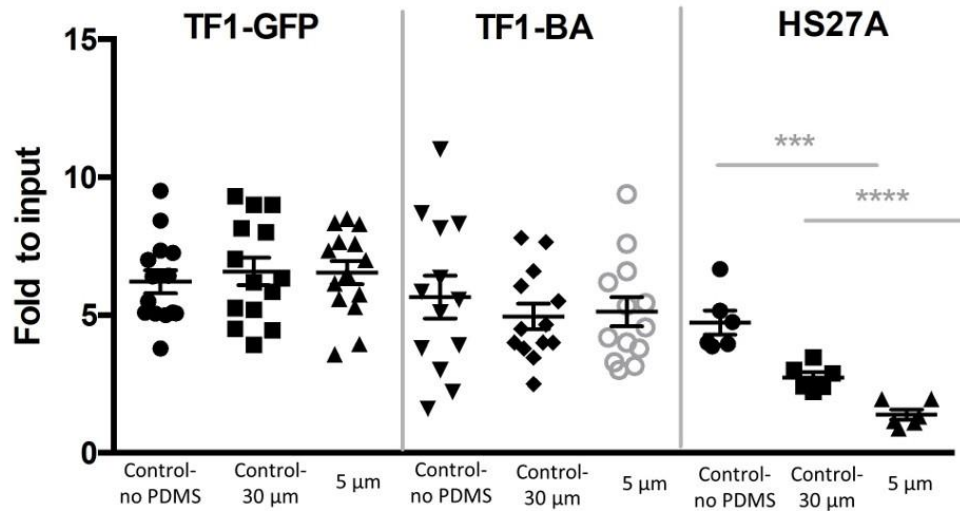 TF1-GFP TF1-BA HS27A
15
10
5
0
Fold to input
***
****
Control-
no PDMS
Control-
30 μm
5 μm
Control-
no PDMS
Control-
30 μm
5 μm
Control-
no PDMS
Control-
30 μm
5 μm